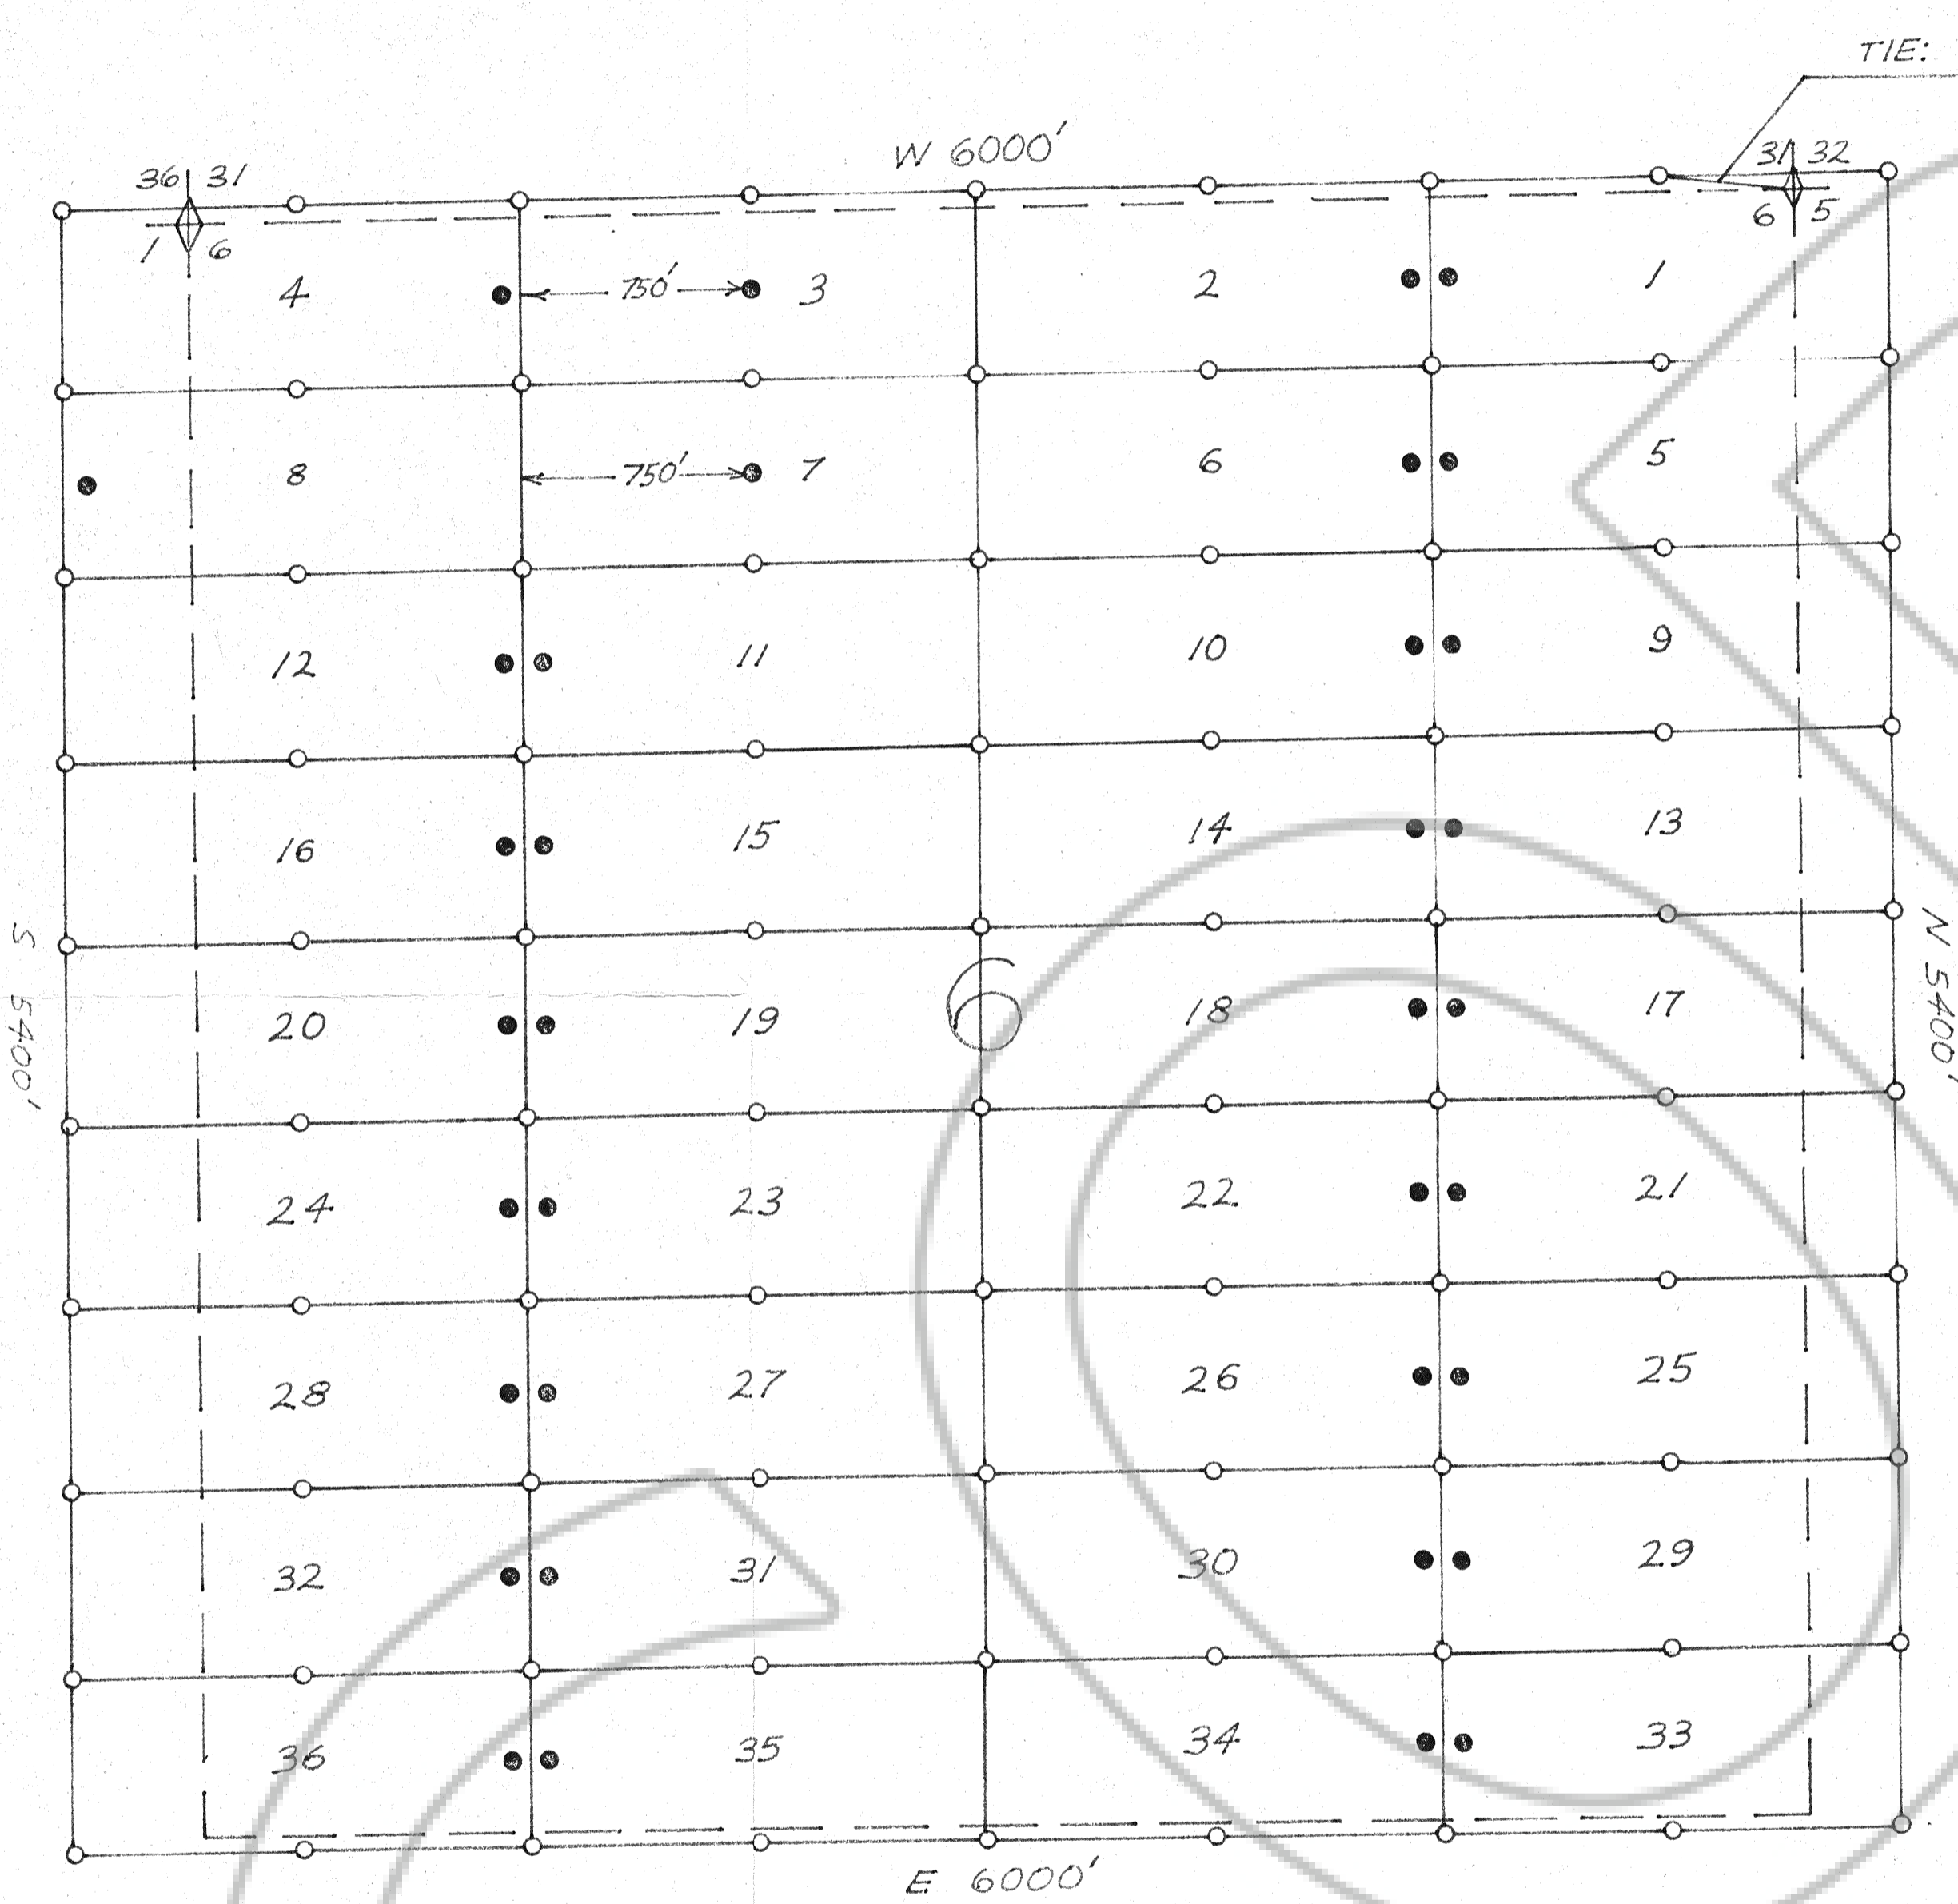 TIE:
W 6000'
36 31
31 32
1 6
6 5
4 750' 3 2 1
8 750' 7 6 5
12 11 10 9
16 15 14 13
S 5400'
N 5400'
20 19 6 18 17
24 23 22 21
28 27 26 25
32 31 30 29
36 35 34 33
E 6000'